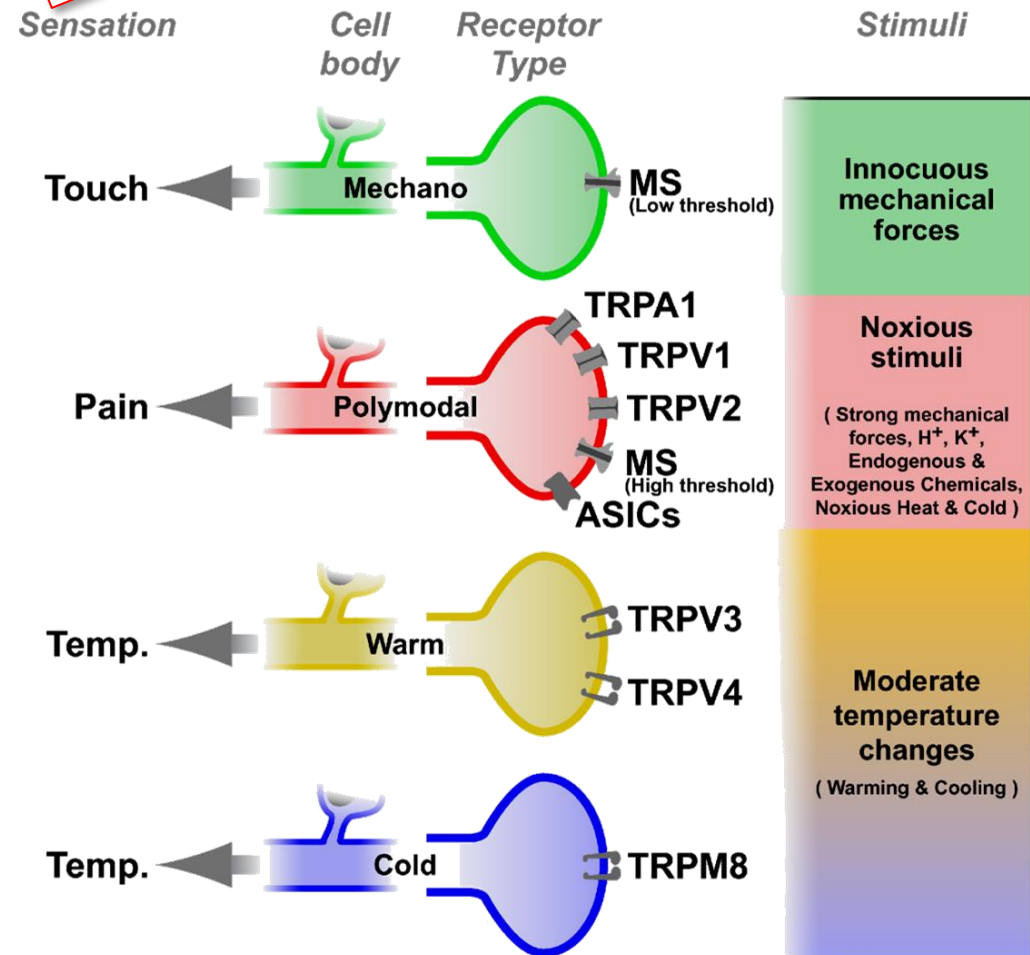 Sensation
Cell
body
Receptor
Type
Stimuli
Touch
Mechano
MS
(Low threshold)
Innocuous
mechanical
forces
Pain
Polymodal
TRPA1
TRPV1
TRPV2
MS
(High threshold)
ASICs
Noxious
stimuli
( Strong mechanical
forces, H⁺, K⁺,
Endogenous &
Exogenous Chemicals,
Noxious Heat & Cold )
Temp.
Warm
TRPV3
TRPV4
Moderate
temperature
changes
( Warming & Cooling )
Temp.
Cold
TRPM8